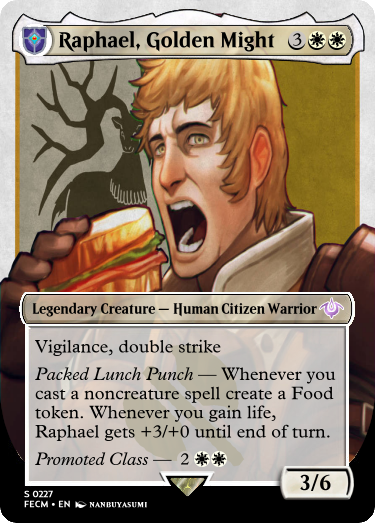 Raphael, Golden Might 3
Legendary Creature — Human Citizen Warrior
Vigilance, double strike
Packed Lunch Punch — Whenever you
cast a noncreature spell create a Food
token. Whenever you gain life,
Raphael gets +3/+0 until end of turn.
Promoted Class — 2
3/6
S 0227
FECM • EN NANBUYASUMI